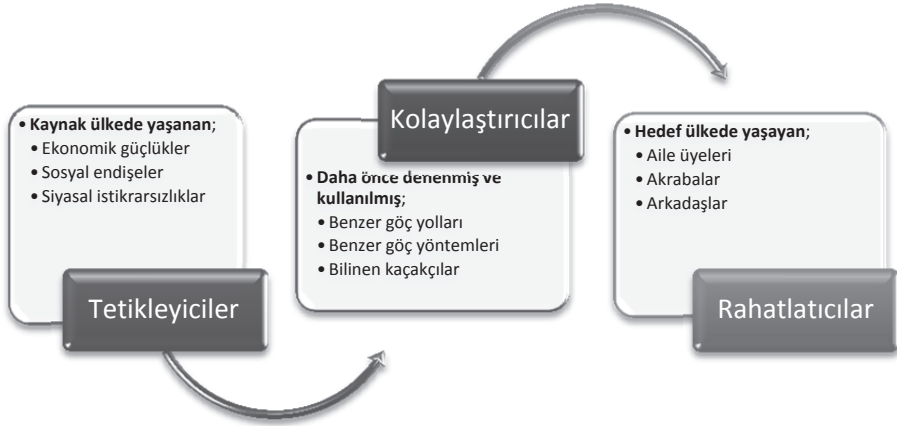 • Kaynak ülkede yaşanan;
• Ekonomik güçlükler
• Sosyal endişeler
• Siyasal istikrarsızlıklar
Tetikleyiciler
Kolaylaştırıcılar
• Daha önce denenmiş ve
kullanılmış;
• Benzer göç yolları
• Benzer göç yöntemleri
• Bilinen kaçakçılar
• Hedef ülkede yaşayan;
• Aile üyeleri
• Akrabalar
• Arkadaşlar
Rahatlatıcılar